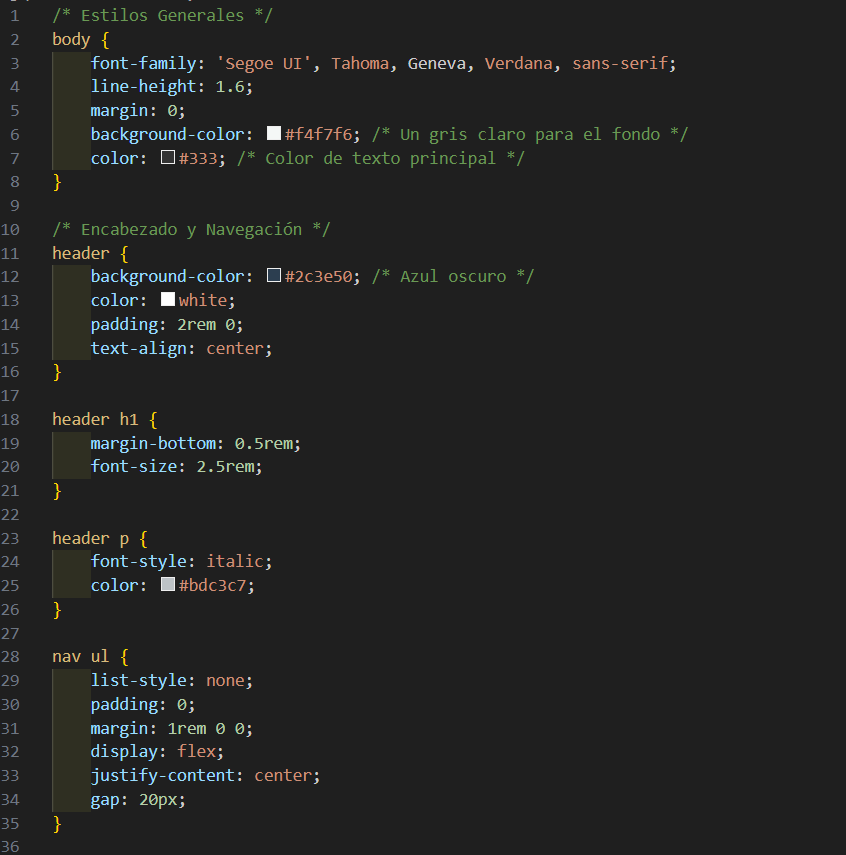 1 /* Estilos Generales */
2 body {
3 font-family: 'Segoe UI', Tahoma, Geneva, Verdana, sans-serif;
4 line-height: 1.6;
5 margin: 0;
6 background-color: #f4f7f6; /* Un gris claro para el fondo */
7 color: #333; /* Color de texto principal */
8 }
9
10 /* Encabezado y Navegación */
11 header {
12 background-color: #2c3e50; /* Azul oscuro */
13 color: white;
14 padding: 2rem 0;
15 text-align: center;
16 }
17
18 header h1 {
19 margin-bottom: 0.5rem;
20 font-size: 2.5rem;
21 }
22
23 header p {
24 font-style: italic;
25 color: #bdc3c7;
26 }
27
28 nav ul {
29 list-style: none;
30 padding: 0;
31 margin: 1rem 0 0;
32 display: flex;
33 justify-content: center;
34 gap: 20px;
35 }
36